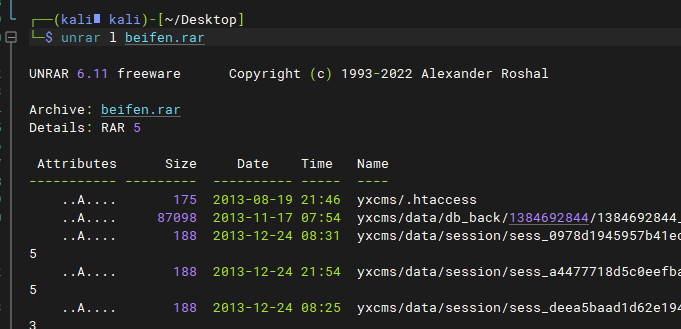 ┌──(kali kali)-[~/Desktop]
└─$ unrar l beifen.rar
UNRAR 6.11 freeware      Copyright (c) 1993-2022 Alexander Roshal
Archive: beifen.rar
Details: RAR 5
 Attributes      Size     Date    Time   Name
----------- ---------  ---------- -----  ----
    ..A....       175  2013-08-19 21:46  yxcms/.htaccess
    ..A....     87098  2013-11-17 07:54  yxcms/data/db_back/1384692844/1384692844_
    ..A....       188  2013-12-24 08:31  yxcms/data/session/sess_0978d1945957b41ec
5
    ..A....       188  2013-12-24 21:54  yxcms/data/session/sess_a4477718d5c0eefba
5
    ..A....       188  2013-12-24 08:25  yxcms/data/session/sess_deea5baad1d62e194
3